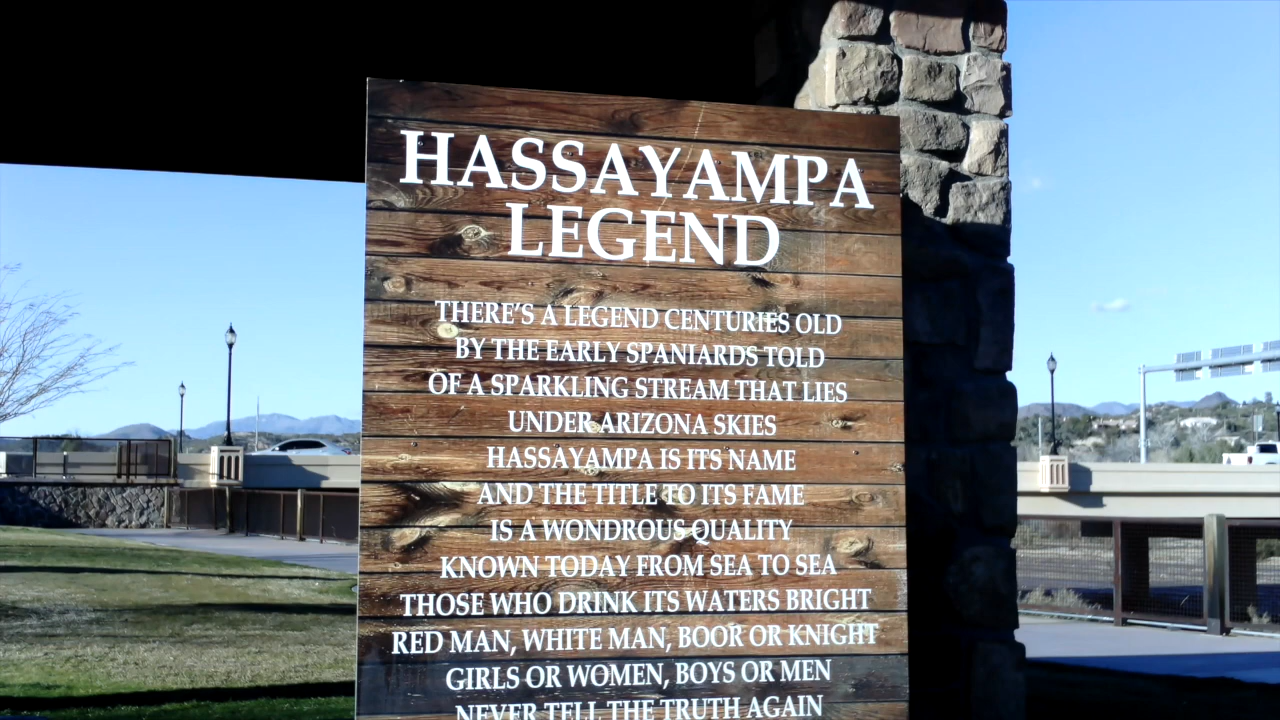 HASSAYAMPA
LEGEND
THERE'S A LEGEND CENTURIES OLD
BY THE EARLY SPANIARDS TOLD
OF A SPARKLING STREAM THAT LIES
UNDER ARIZONA SKIES
HASSAYAMPA IS ITS NAME
AND THE TITLE TO ITS FAME
IS A WONDROUS QUALITY
KNOWN TODAY FROM SEA TO SEA
THOSE WHO DRINK ITS WATERS BRIGHT
RED MAN, WHITE MAN, BOOR OR KNIGHT
GIRLS OR WOMEN, BOYS OR MEN
NEVER TELL THE TRUTH AGAIN